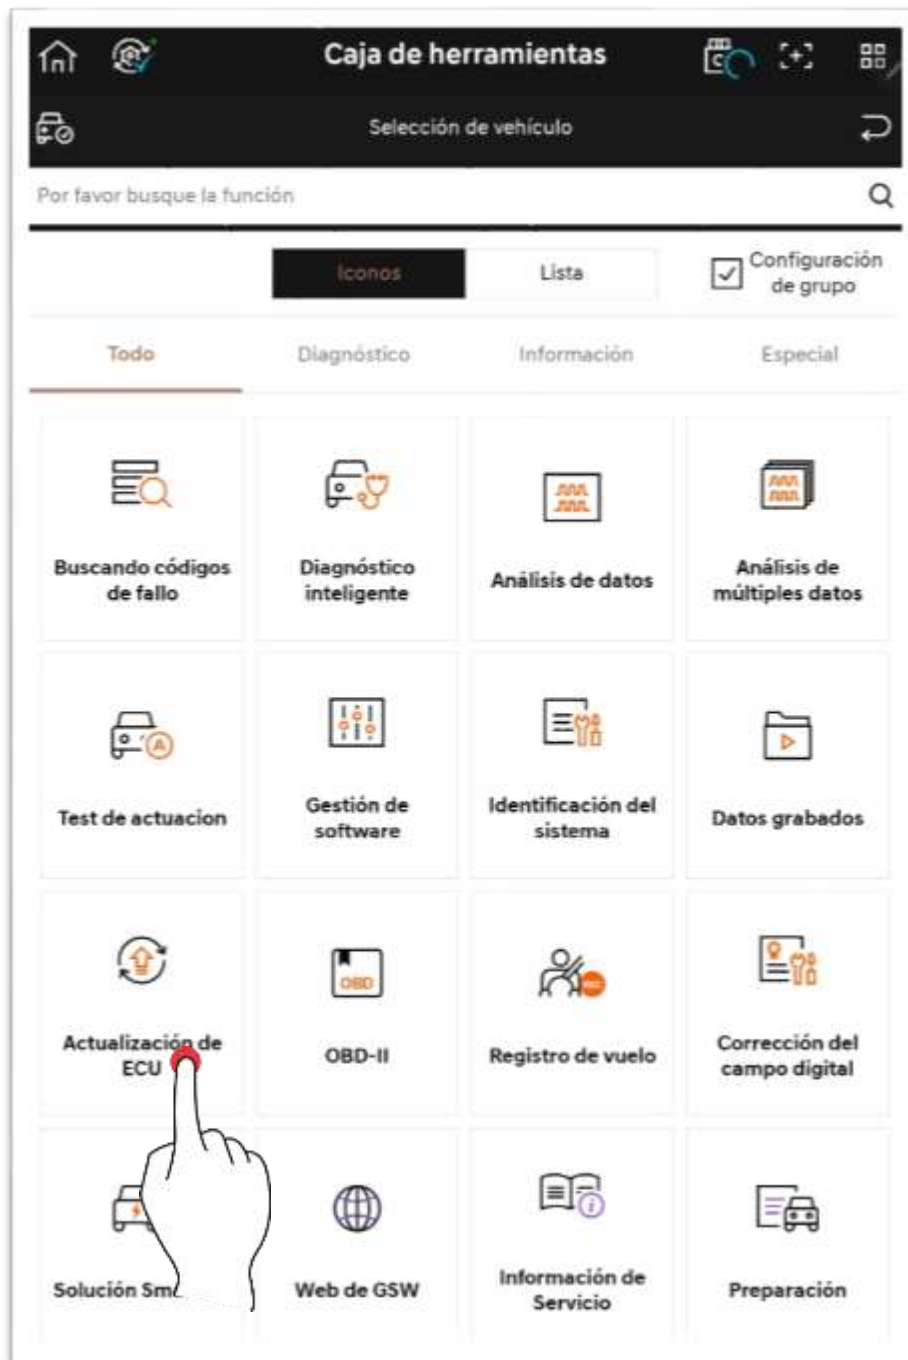 Caja de herramientas
Selección de vehículo
Por favor busque la función
Iconos
Lista
Configuración
de grupo
Todo
Diagnóstico
Información
Especial
Buscando códigos
de fallo
Diagnóstico
inteligente
Análisis de datos
Análisis de
múltiples datos
Test de actuacion
Gestión de
software
Identificación del
sistema
Datos grabados
Actualización de
ECU
OBD
OBD-II
REC
Registro de vuelo
Corrección del
campo digital
Solución
Web de GSW
Información de
Servicio
Preparación